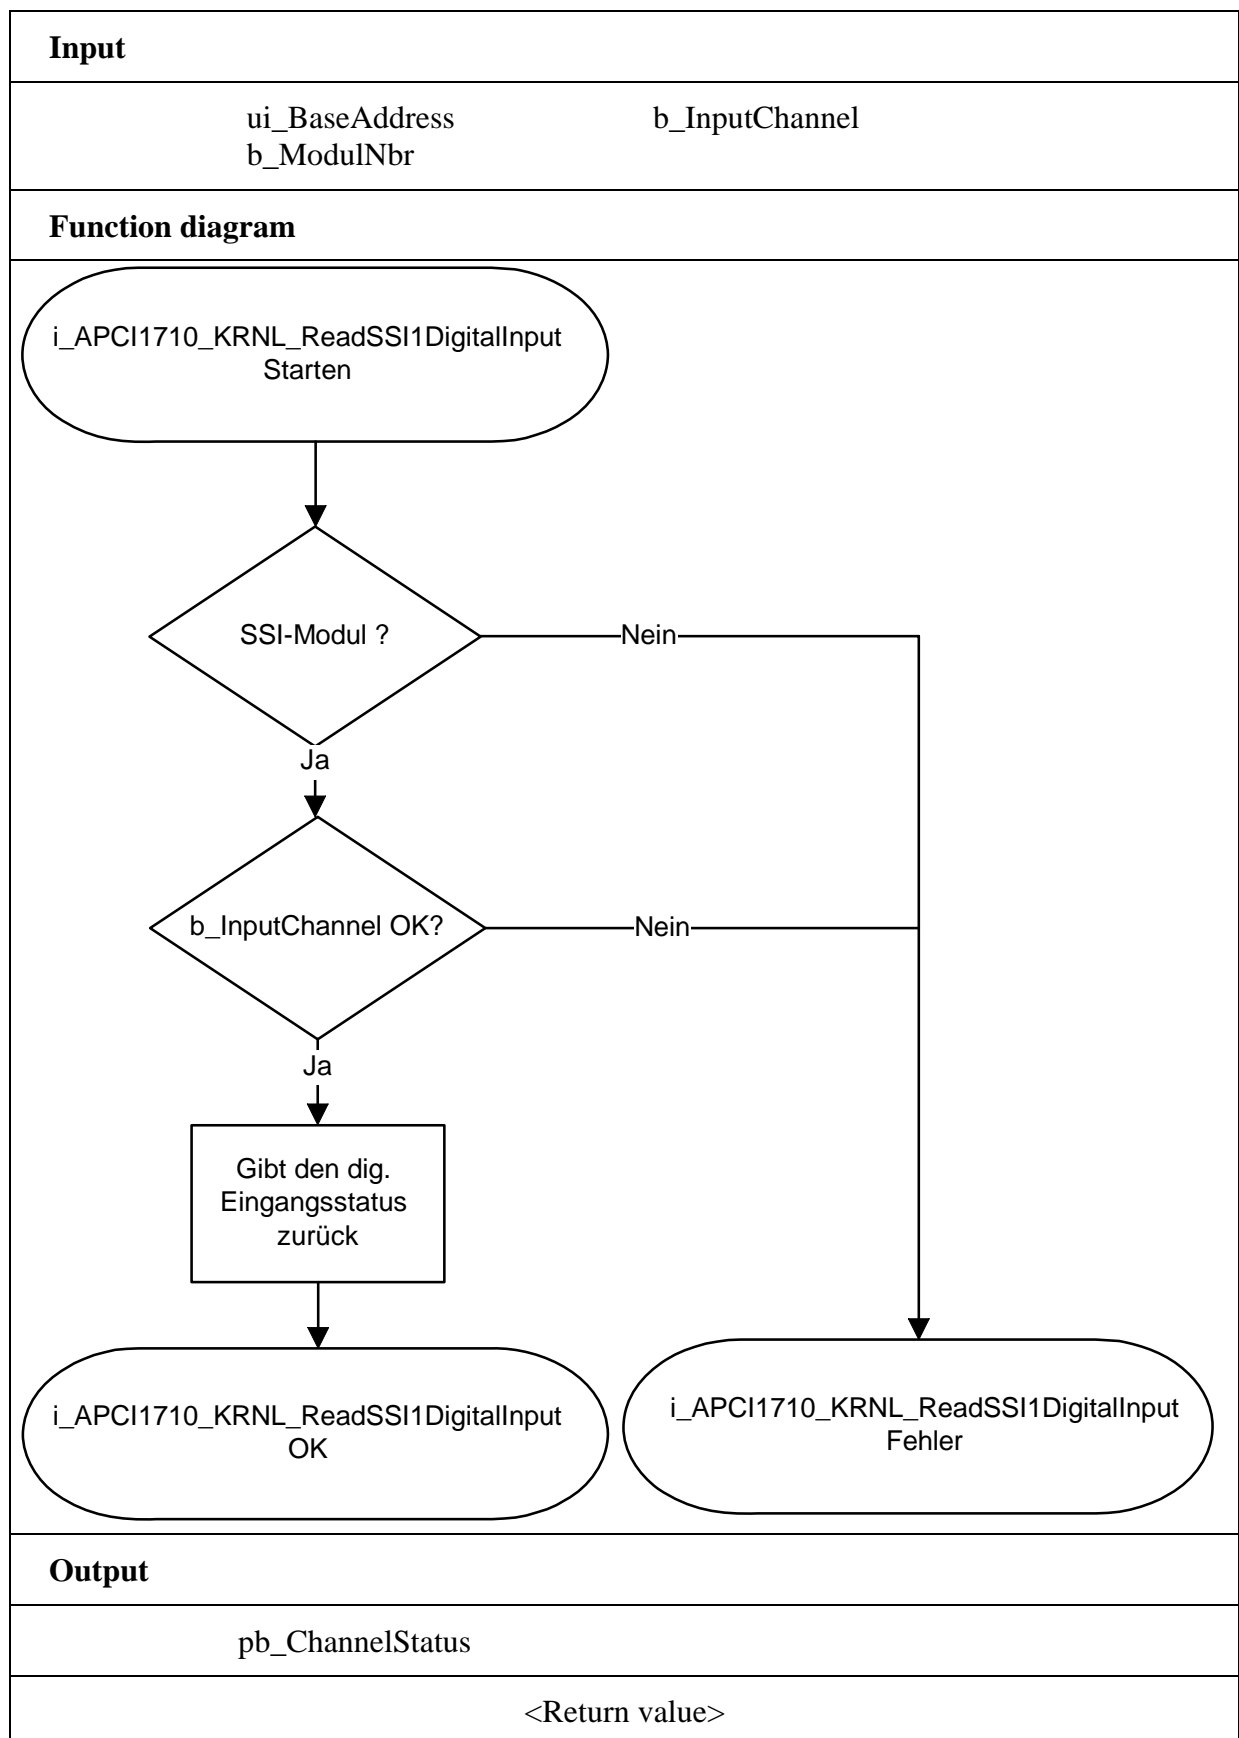 Input
ui_BaseAddress b_InputChannel
b_ModulNbr
Function diagram
i_APCI1710_KRNL_ReadSSI1DigitalInput
Starten
SSI-Modul ?
Nein
Ja
b_InputChannel OK?
Nein
Ja
Gibt den dig.
Eingangsstatus
zurück
i_APCI1710_KRNL_ReadSSI1DigitalInput
OK
i_APCI1710_KRNL_ReadSSI1DigitalInput
Fehler
Output
pb_ChannelStatus
<Return value>